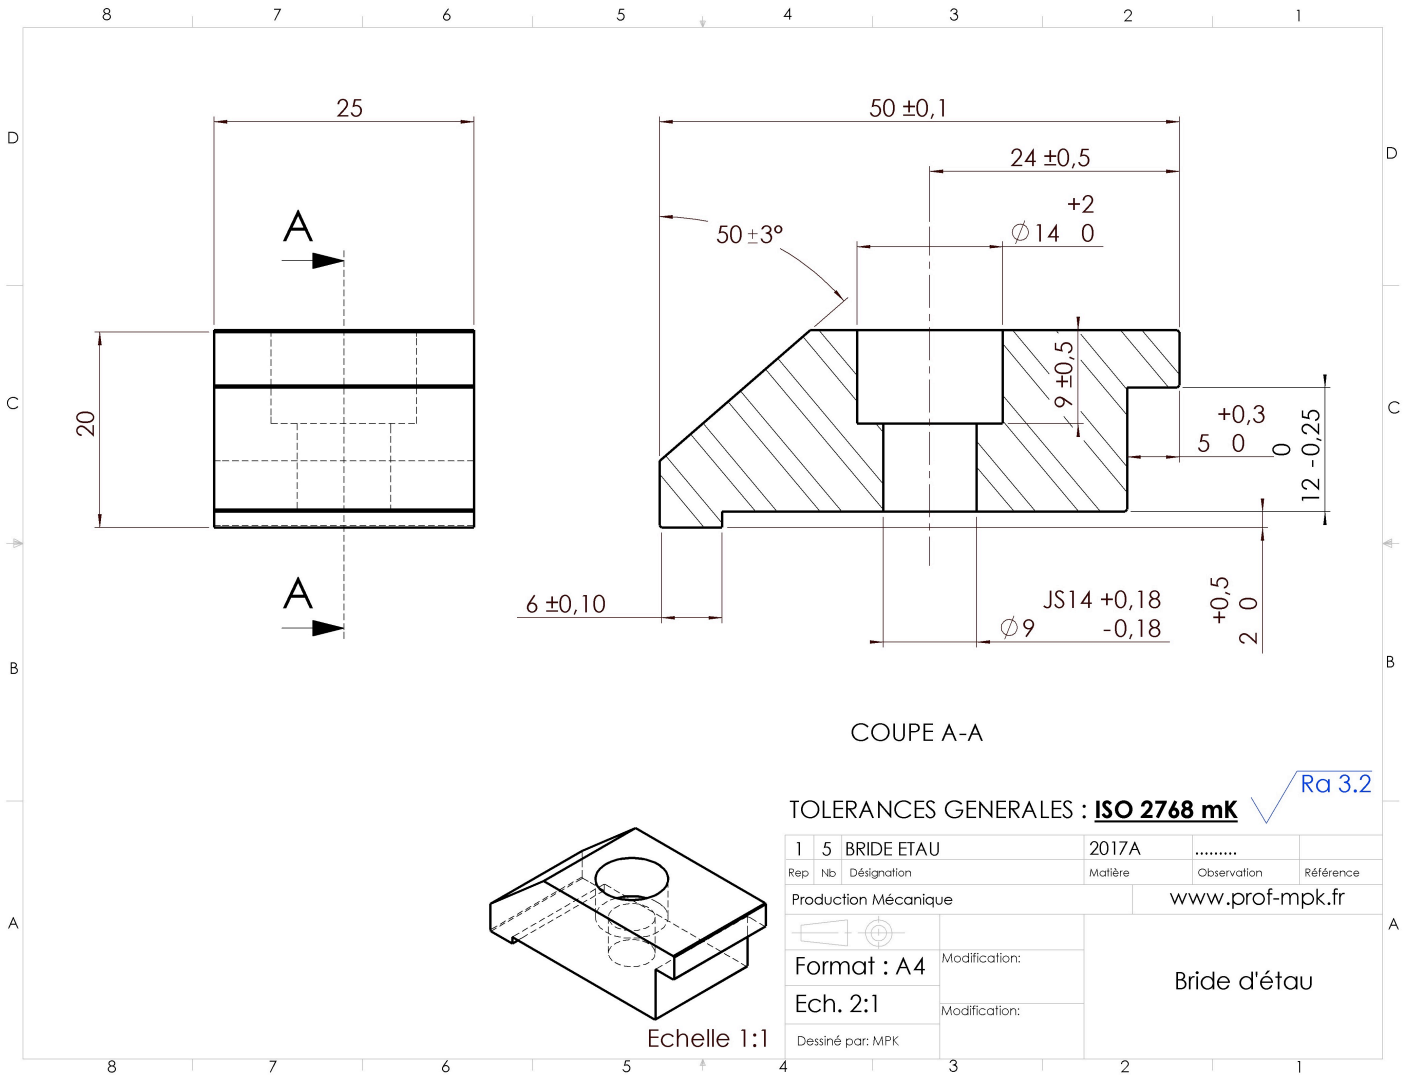 8 7 6 5 4 3 2 1
25
50 ±0,1
D
D
24 ±0,5
+2
A
50 ±3°
Ø 14 0
9 ±0,5
C
C
20
+0,3
5 0
0
12 -0,25
A
6 ±0,10
JS14 +0,18
Ø 9 -0,18
+0,5
2 0
B
B
COUPE A-A
Ra 3.2
TOLERANCES GENERALES : ISO 2768 mK
1 5 BRIDE ETAU 2017A .........
Rep Nb Désignation Matière Observation Référence
Production Mécanique www.prof-mpk.fr
A
A
Format : A4 Modification:
Bride d'étau
Ech. 2:1
Modification:
Echelle 1:1
Dessiné par: MPK
8 7 6 5 4 3 2 1